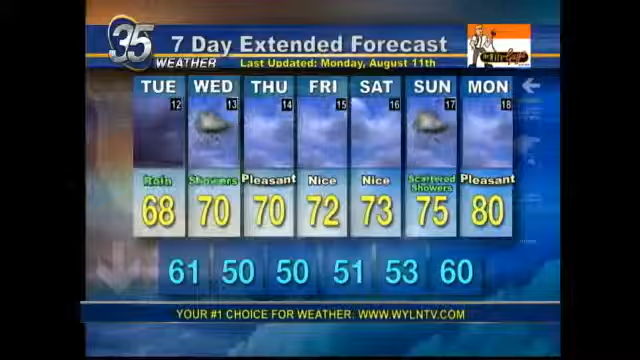 35
WEATHER
7 Day Extended Forecast
Last Updated: Monday, August 11th
TUE WED THU FRI SAT SUN MON
12 13 14 15 16 17 18
Rain Showers Pleasant Nice Nice Scattered Showers Pleasant
68 70 70 72 73 75 80
61 50 50 51 53 60
YOUR #1 CHOICE FOR WEATHER: WWW.WYLNTV.COM